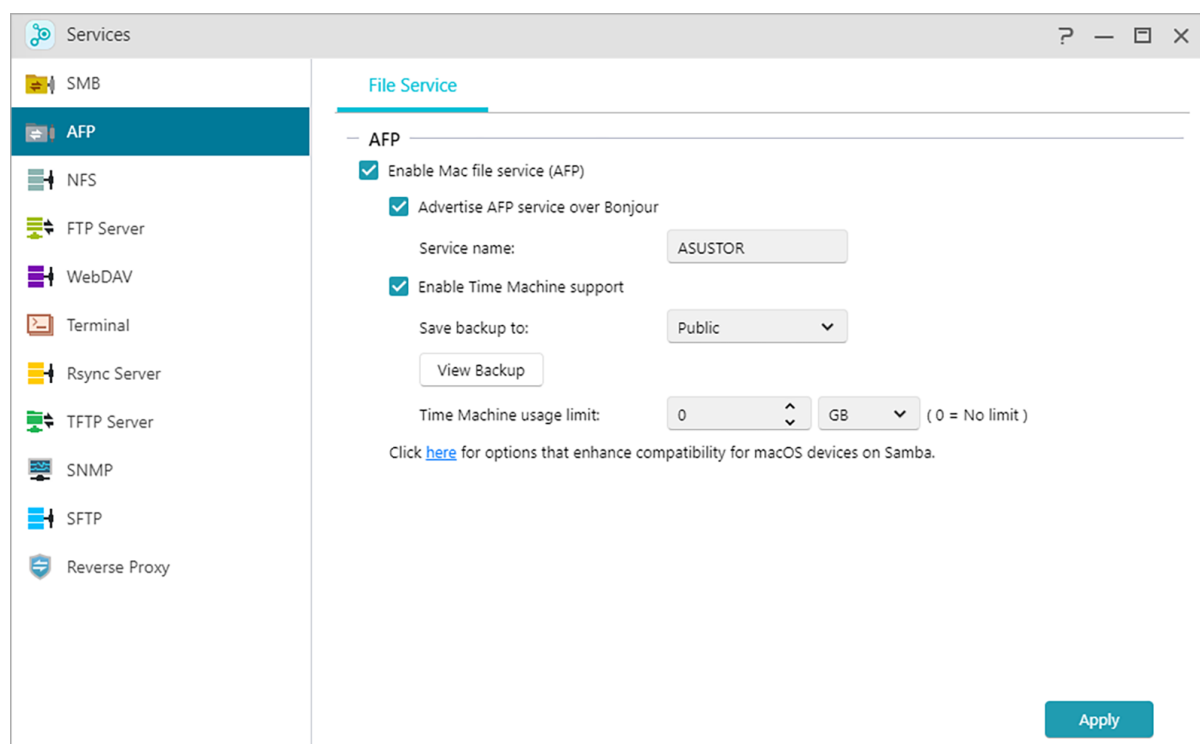 Services
SMB
AFP
NFS
FTP Server
WebDAV
Terminal
Rsync Server
TFTP Server
SNMP
SFTP
Reverse Proxy
File Service
AFP
Enable Mac file service (AFP)
Advertise AFP service over Bonjour
Service name: ASUSTOR
Enable Time Machine support
Save backup to: Public
View Backup
Time Machine usage limit: 0 GB ( 0 = No limit )
Click here for options that enhance compatibility for macOS devices on Samba.
Apply